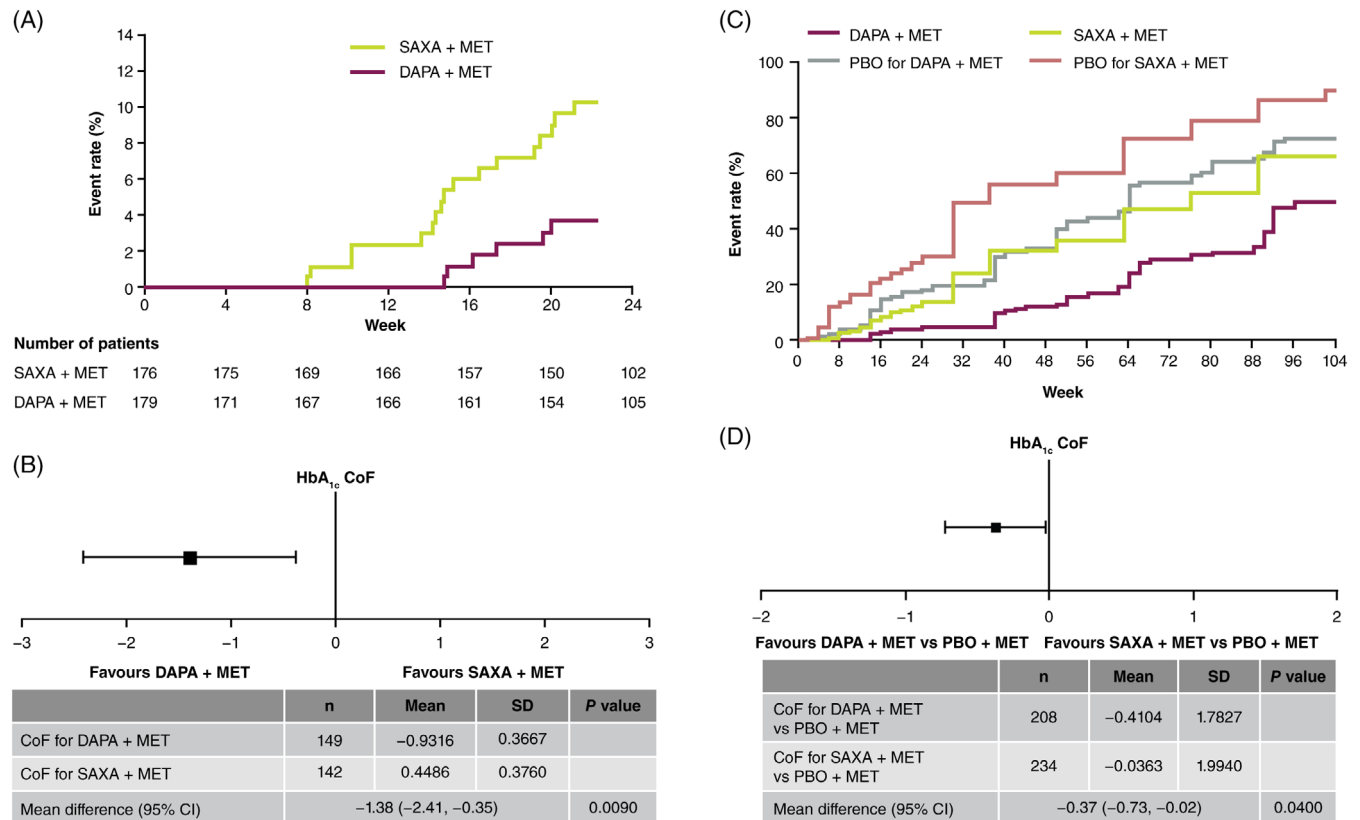 (A)
14
12
10
8
6
4
2
0
Event rate (%)
SAXA + MET
DAPA + MET
0 4 8 12 16 20 24
Week
Number of patients
SAXA + MET 176 175 169 166 157 150 102
DAPA + MET 179 171 167 166 161 154 105
(B)
HbA1c CoF
−3 −2 −1 0 1 2 3
Favours DAPA + MET Favours SAXA + MET
n Mean SD P value
CoF for DAPA + MET 149 −0.9316 0.3667
CoF for SAXA + MET 142 0.4486 0.3760
Mean difference (95% CI) −1.38 (−2.41, −0.35) 0.0090
(C)
DAPA + MET SAXA + MET
PBO for DAPA + MET PBO for SAXA + MET
100
80
60
40
20
0
Event rate (%)
0 8 16 24 32 40 48 56 64 72 80 88 96 104
Week
(D)
HbA1c CoF
−2 −1 0 1 2
Favours DAPA + MET vs PBO + MET Favours SAXA + MET vs PBO + MET
n Mean SD P value
CoF for DAPA + MET
vs PBO + MET
208 −0.4104 1.7827
CoF for SAXA + MET
vs PBO + MET
234 −0.0363 1.9940
Mean difference (95% CI) −0.37 (−0.73, −0.02) 0.0400